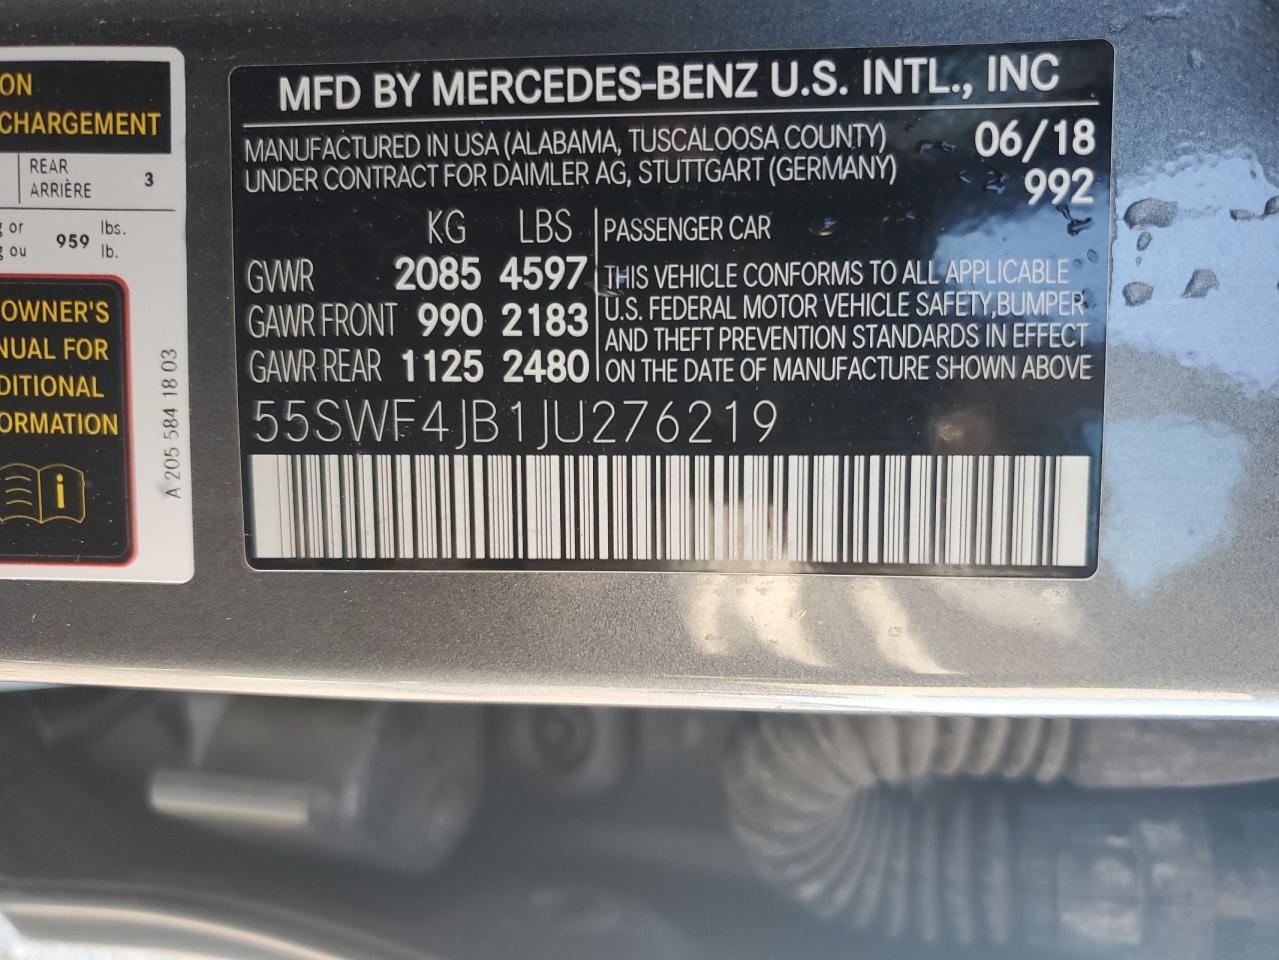 ON
CHARGEMENT
REAR
ARRIÈRE
3
g or
g ou
959
lbs.
lb.
OWNER'S
NUAL FOR
DITIONAL
ORMATION
i
A 205 584 18 03
MFD BY MERCEDES-BENZ U.S. INTL., INC
MANUFACTURED IN USA (ALABAMA, TUSCALOOSA COUNTY) 06/18
UNDER CONTRACT FOR DAIMLER AG, STUTTGART (GERMANY) 992
KG LBS
GVWR 2085 4597
GAWR FRONT 990 2183
GAWR REAR 1125 2480
PASSENGER CAR
THIS VEHICLE CONFORMS TO ALL APPLICABLE
U.S. FEDERAL MOTOR VEHICLE SAFETY,BUMPER
AND THEFT PREVENTION STANDARDS IN EFFECT
ON THE DATE OF MANUFACTURE SHOWN ABOVE
55SWF4JB1JU276219